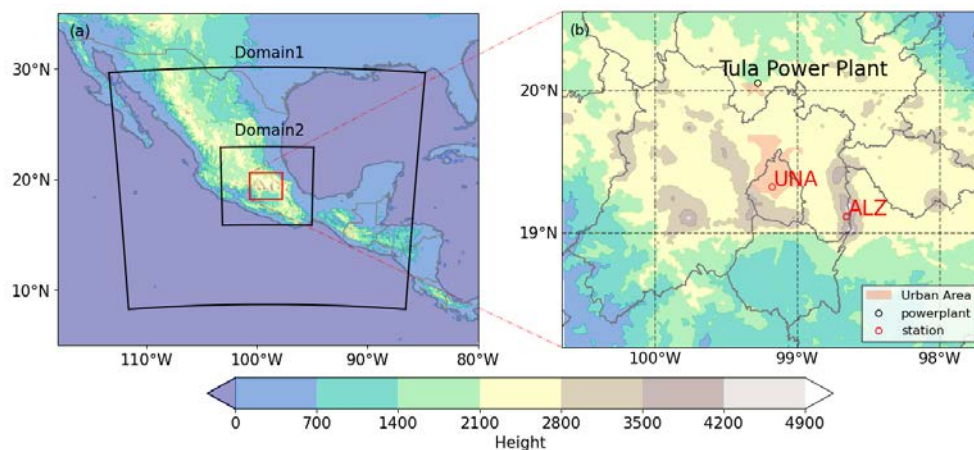 (a)
Domain1
Domain2
30°N
20°N
10°N
110°W
100°W
90°W
80°W
(b)
Tula Power Plant
UNA
ALZ
20°N
19°N
100°W
99°W
98°W
Urban Area
powerplant
station
0 700 1400 2100 2800 3500 4200 4900
Height